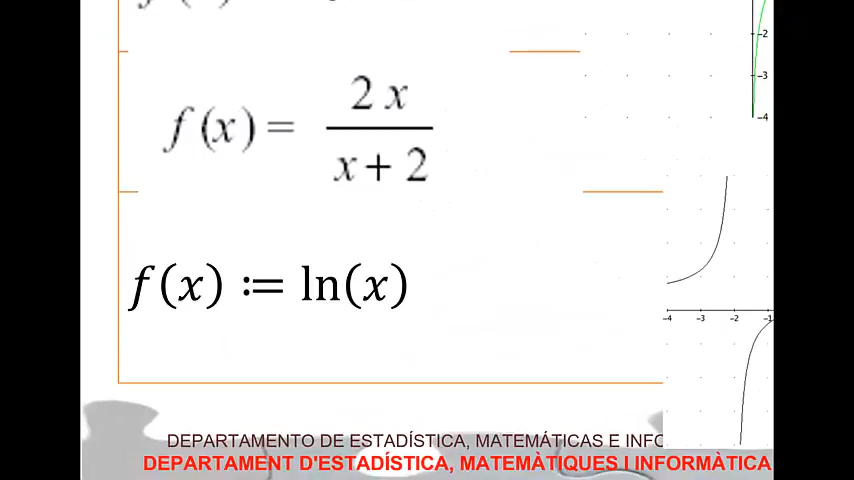 -2
-3
-4
f(x) = 2x / x + 2
f(x) ≔ ln(x)
-4 -3 -2 -1
DEPARTAMENTO DE ESTADÍSTICA, MATEMÁTICAS E INFO
DEPARTAMENT D'ESTADÍSTICA, MATEMÀTIQUES I INFORMÀTICA